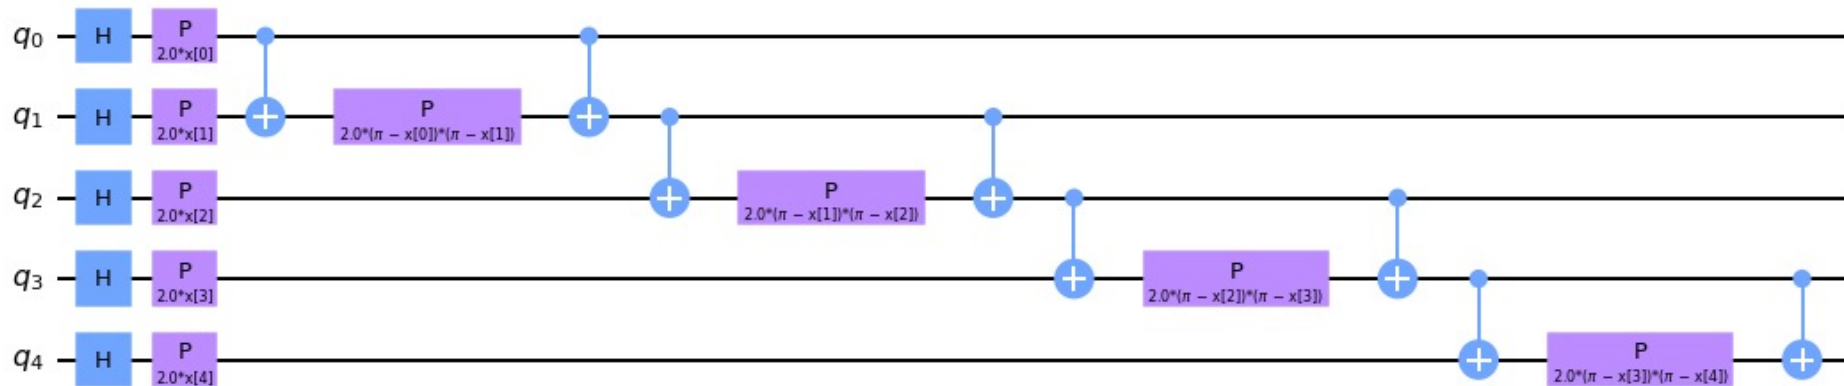 q0 H P 2.0*x[0]
q1 H P 2.0*x[1] P 2.0*(π − x[0])*(π − x[1])
q2 H P 2.0*x[2] P 2.0*(π − x[1])*(π − x[2])
q3 H P 2.0*x[3] P 2.0*(π − x[2])*(π − x[3])
q4 H P 2.0*x[4] P 2.0*(π − x[3])*(π − x[4])